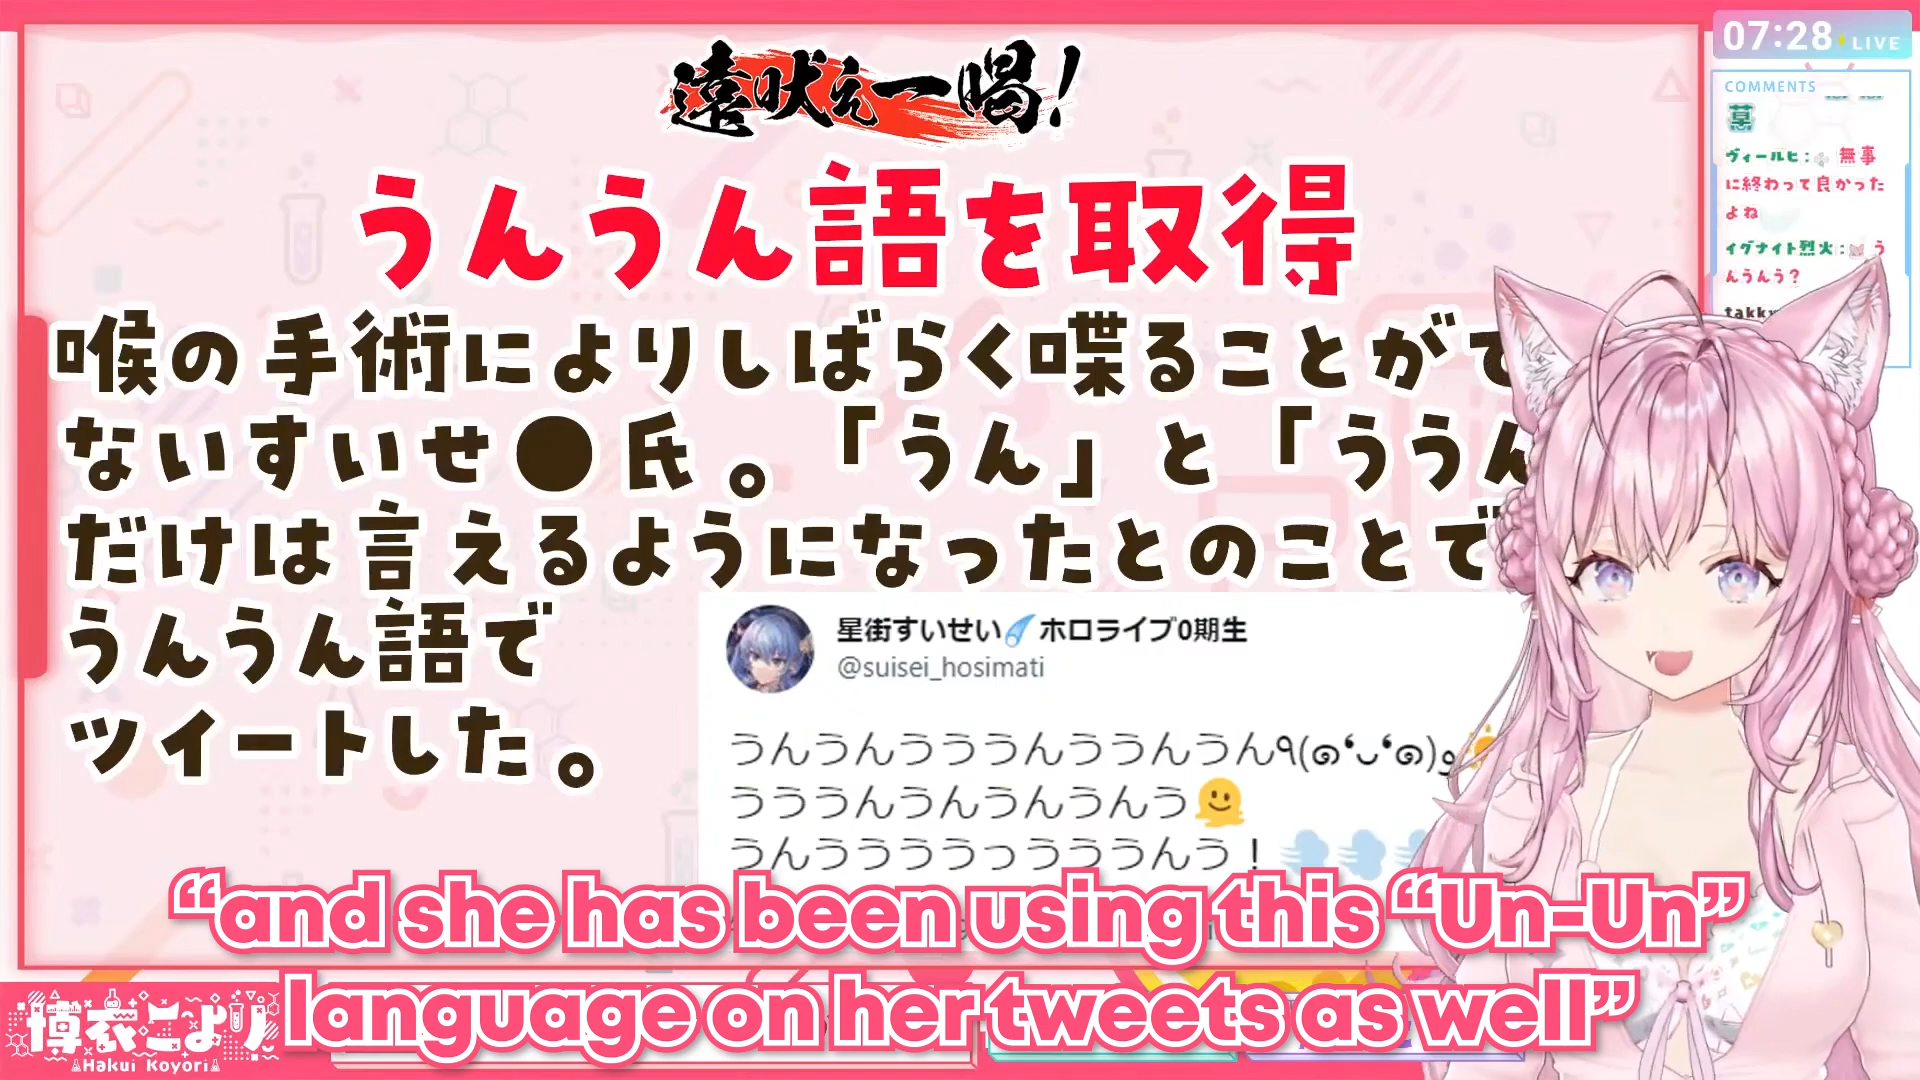 遠吠え一喝!
07:28 LIVE
COMMENTS
草
ヴィールヒ: 無事
に終わって良かった
よね
イグナイト烈火: う
んうんう?
takk
うんうん語を取得
喉の手術によりしばらく喋ることがで
ないすいせ●氏。「うん」と「ううん
だけは言えるようになったとのことで
うんうん語で
ツイートした。
星街すいせい☄️ホロライブ0期生
@suisei_hosimati
うんうんうううんううんうん٩(๑❛ᴗ❛๑)و
うううんうんうんうんう🫠
うんうううううっうううんう!💨💨💨
“and she has been using this “Un-Un”
language on her tweets as well”
博衣こより
Hakui Koyori